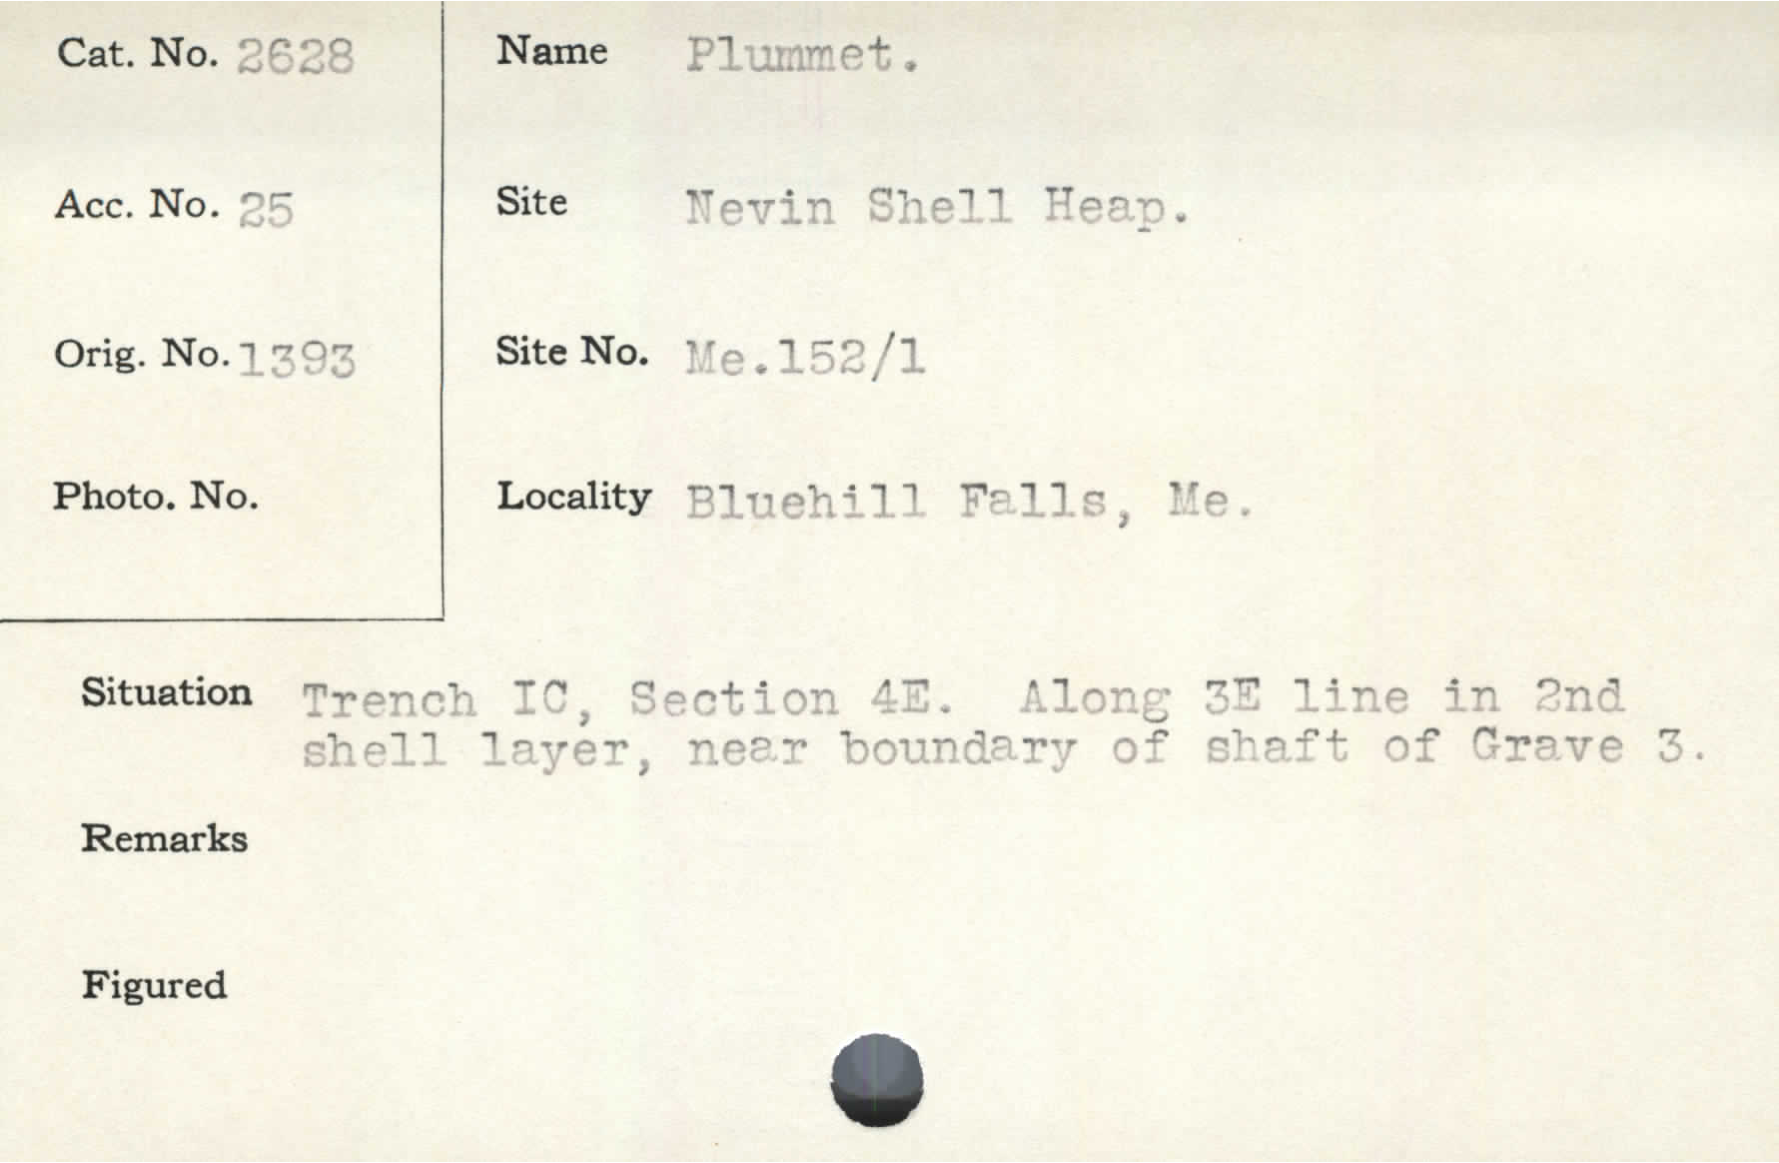 Cat. No. 2628
Name Plummet.
Acc. No. 25
Site Nevin Shell Heap.
Orig. No. 1393
Site No. Me.152/1
Photo. No.
Locality Bluehill Falls, Me.
Situation Trench IC, Section 4E. Along 3E line in 2nd
shell layer, near boundary of shaft of Grave 3.
Remarks
Figured